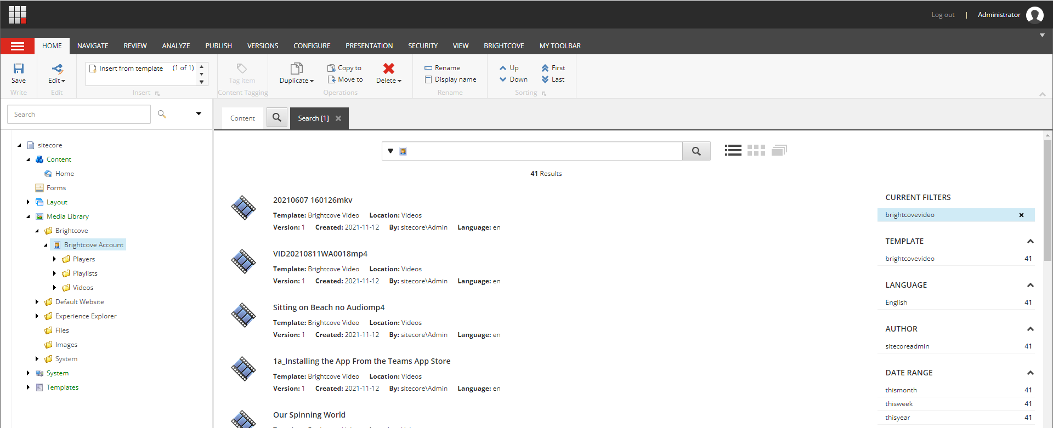 Log out | Administrator
HOME NAVIGATE REVIEW ANALYZE PUBLISH VERSIONS CONFIGURE PRESENTATION SECURITY VIEW BRIGHTCOVE MY TOOLBAR
Save
Write
Edit
Edit
Insert from template (1 of 1)
Insert
Tag item
Content Tagging
Duplicate
Copy to
Move to
Delete
Operations
Rename
Display name
Rename
Up
Down
First
Last
Sorting
Search
Content
Search [1]
sitecore
Content
Home
Forms
Layout
Media Library
Brightcove
Brightcove Account
Players
Playlists
Videos
Default Website
Experience Explorer
Files
Images
System
System
Templates
41 Results
20210607 160126mkv
Template: Brightcove Video Location: Videos
Version: 1 Created: 2021-11-12 By: sitecore\Admin Language: en
VID20210811WA0018mp4
Template: Brightcove Video Location: Videos
Version: 1 Created: 2021-11-12 By: sitecore\Admin Language: en
Sitting on Beach no Audiomp4
Template: Brightcove Video Location: Videos
Version: 1 Created: 2021-11-12 By: sitecore\Admin Language: en
1a_Installing the App From the Teams App Store
Template: Brightcove Video Location: Videos
Version: 1 Created: 2021-11-12 By: sitecore\Admin Language: en
Our Spinning World
CURRENT FILTERS
brightcovevideo
TEMPLATE
brightcovevideo 41
LANGUAGE
English 41
AUTHOR
sitecoreadmin 41
DATE RANGE
thismonth 41
thisweek 41
thisyear 41